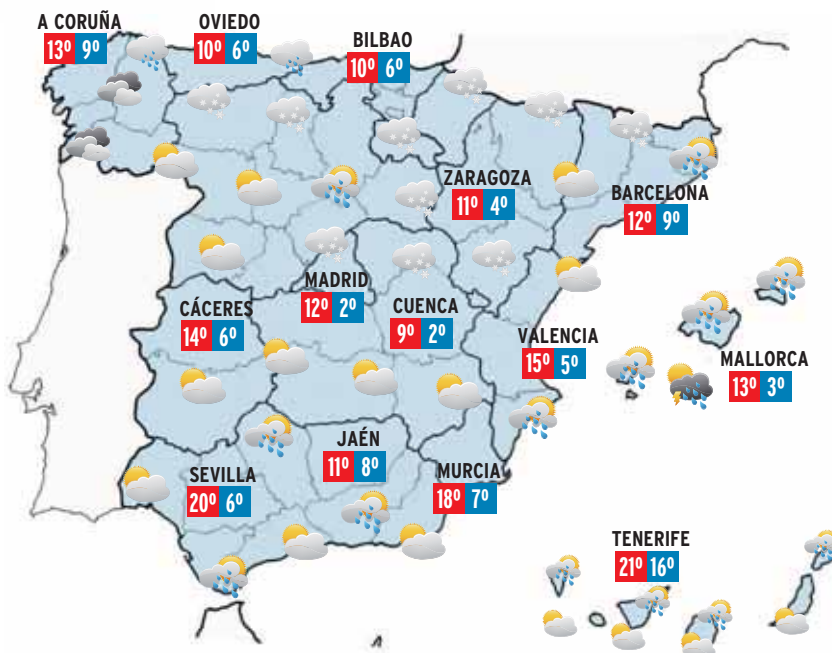 A CORUÑA
13º 9º
OVIEDO
10º 6º
BILBAO
10º 6º
ZARAGOZA
11º 4º
BARCELONA
12º 9º
MADRID
12º 2º
CÁCERES
14º 6º
CUENCA
9º 2º
VALENCIA
15º 5º
MALLORCA
13º 3º
JAÉN
11º 8º
SEVILLA
20º 6º
MURCIA
18º 7º
TENERIFE
21º 16º